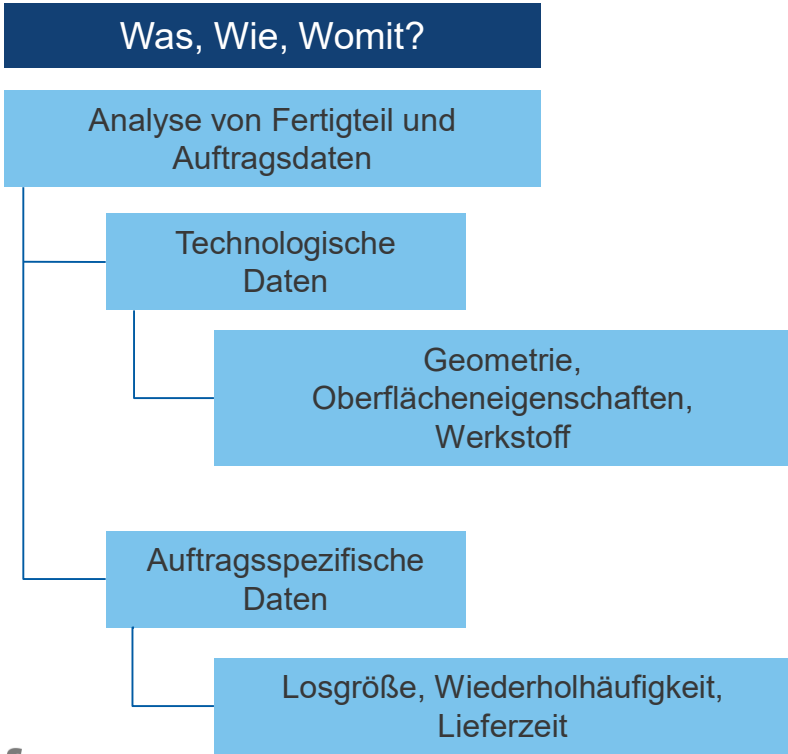 Was, Wie, Womit?
Analyse von Fertigteil und
Auftragsdaten
Technologische
Daten
Geometrie,
Oberflächeneigenschaften,
Werkstoff
Auftragsspezifische
Daten
Losgröße, Wiederholhäufigkeit,
Lieferzeit